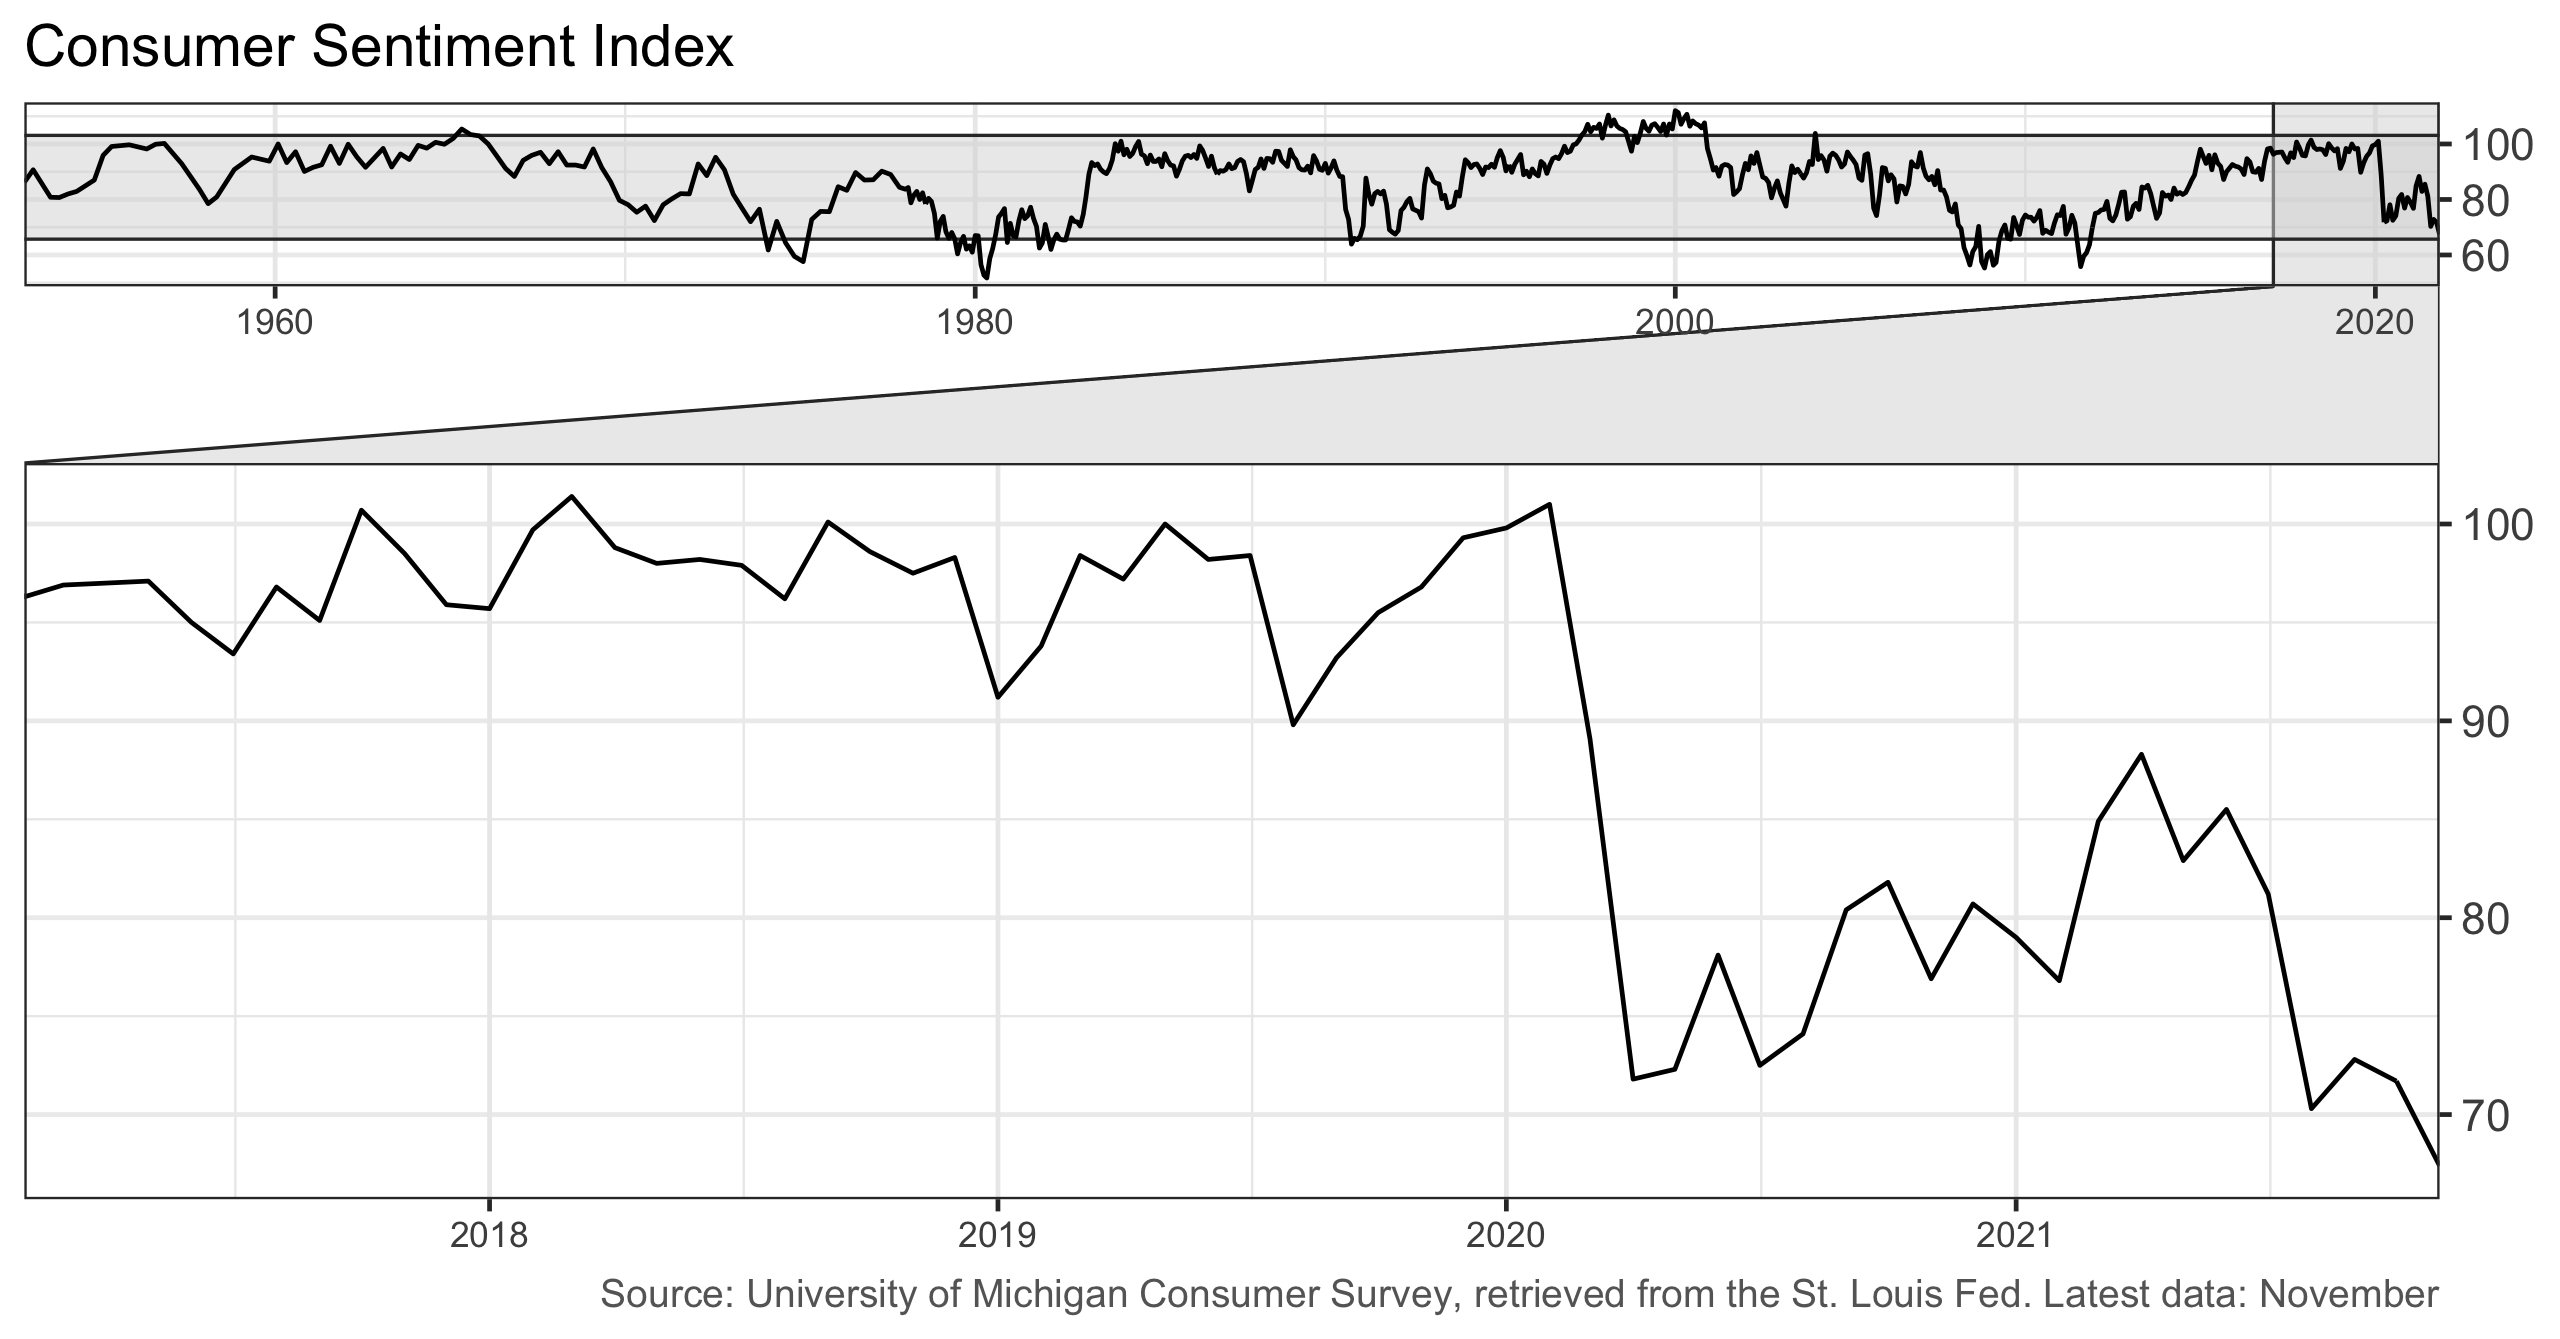 Consumer Sentiment Index
100
80
60
1960 1980 2000 2020
100
90
80
70
2018 2019 2020 2021
Source: University of Michigan Consumer Survey, retrieved from the St. Louis Fed. Latest data: November